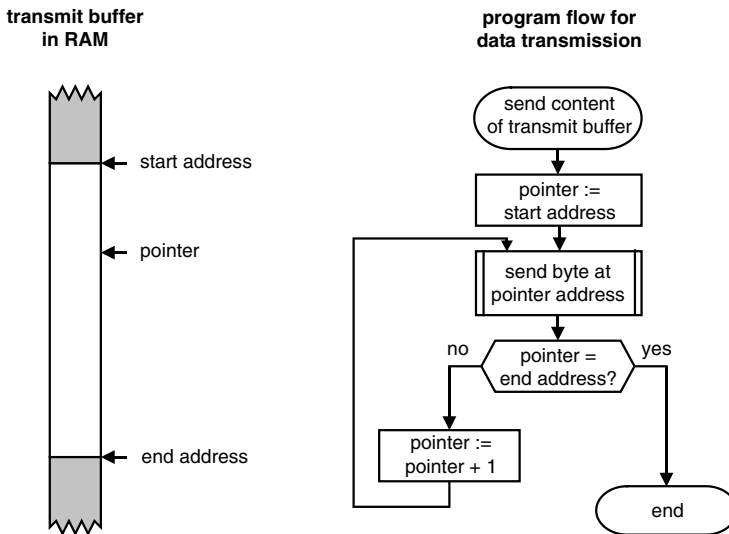 transmit buffer
in RAM
start address
pointer
end address
program flow for
data transmission
send content
of transmit buffer
pointer :=
start address
send byte at
pointer address
no
pointer =
end address?
yes
pointer :=
pointer + 1
end